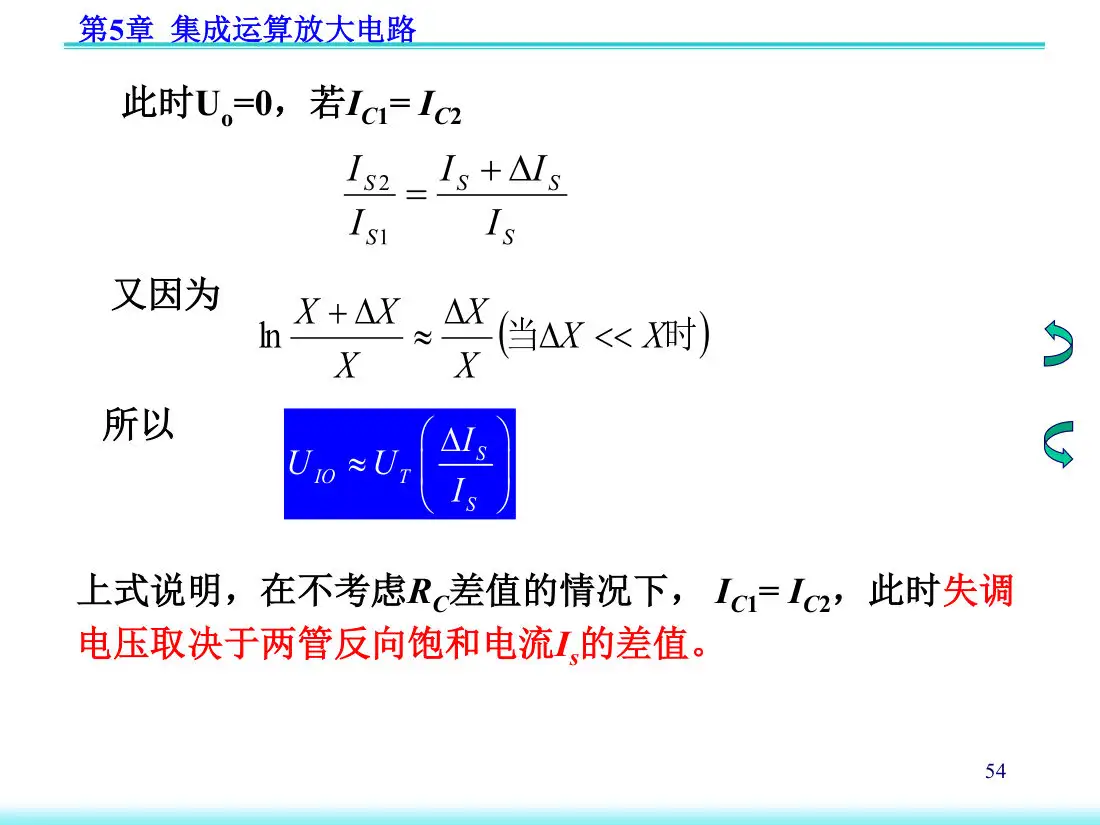 第5章 集成运算放大电路
此时Uo=0，若IC1= IC2
IS2/IS1 = (IS + ΔIS)/IS
又因为
ln (X + ΔX)/X ≈ ΔX/X (当ΔX << X时)
所以
UIO ≈ UT (ΔIS/IS)
上式说明，在不考虑RC差值的情况下， IC1= IC2，此时失调
电压取决于两管反向饱和电流Is的差值。
54